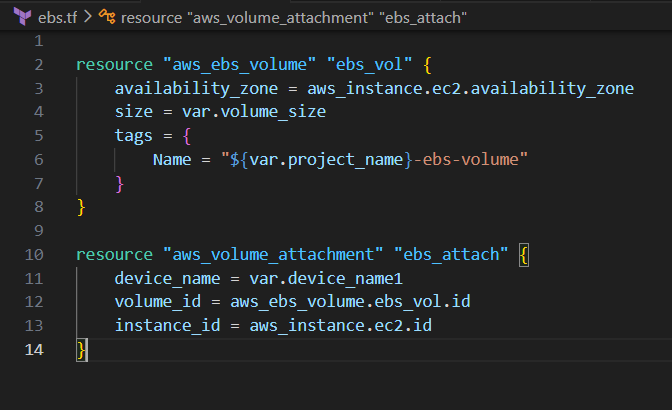 ebs.tf > resource "aws_volume_attachment" "ebs_attach"
1
2 resource "aws_ebs_volume" "ebs_vol" {
3     availability_zone = aws_instance.ec2.availability_zone
4     size = var.volume_size
5     tags = {
6         Name = "${var.project_name}-ebs-volume"
7     }
8 }
9
10 resource "aws_volume_attachment" "ebs_attach" {
11     device_name = var.device_name1
12     volume_id = aws_ebs_volume.ebs_vol.id
13     instance_id = aws_instance.ec2.id
14 }